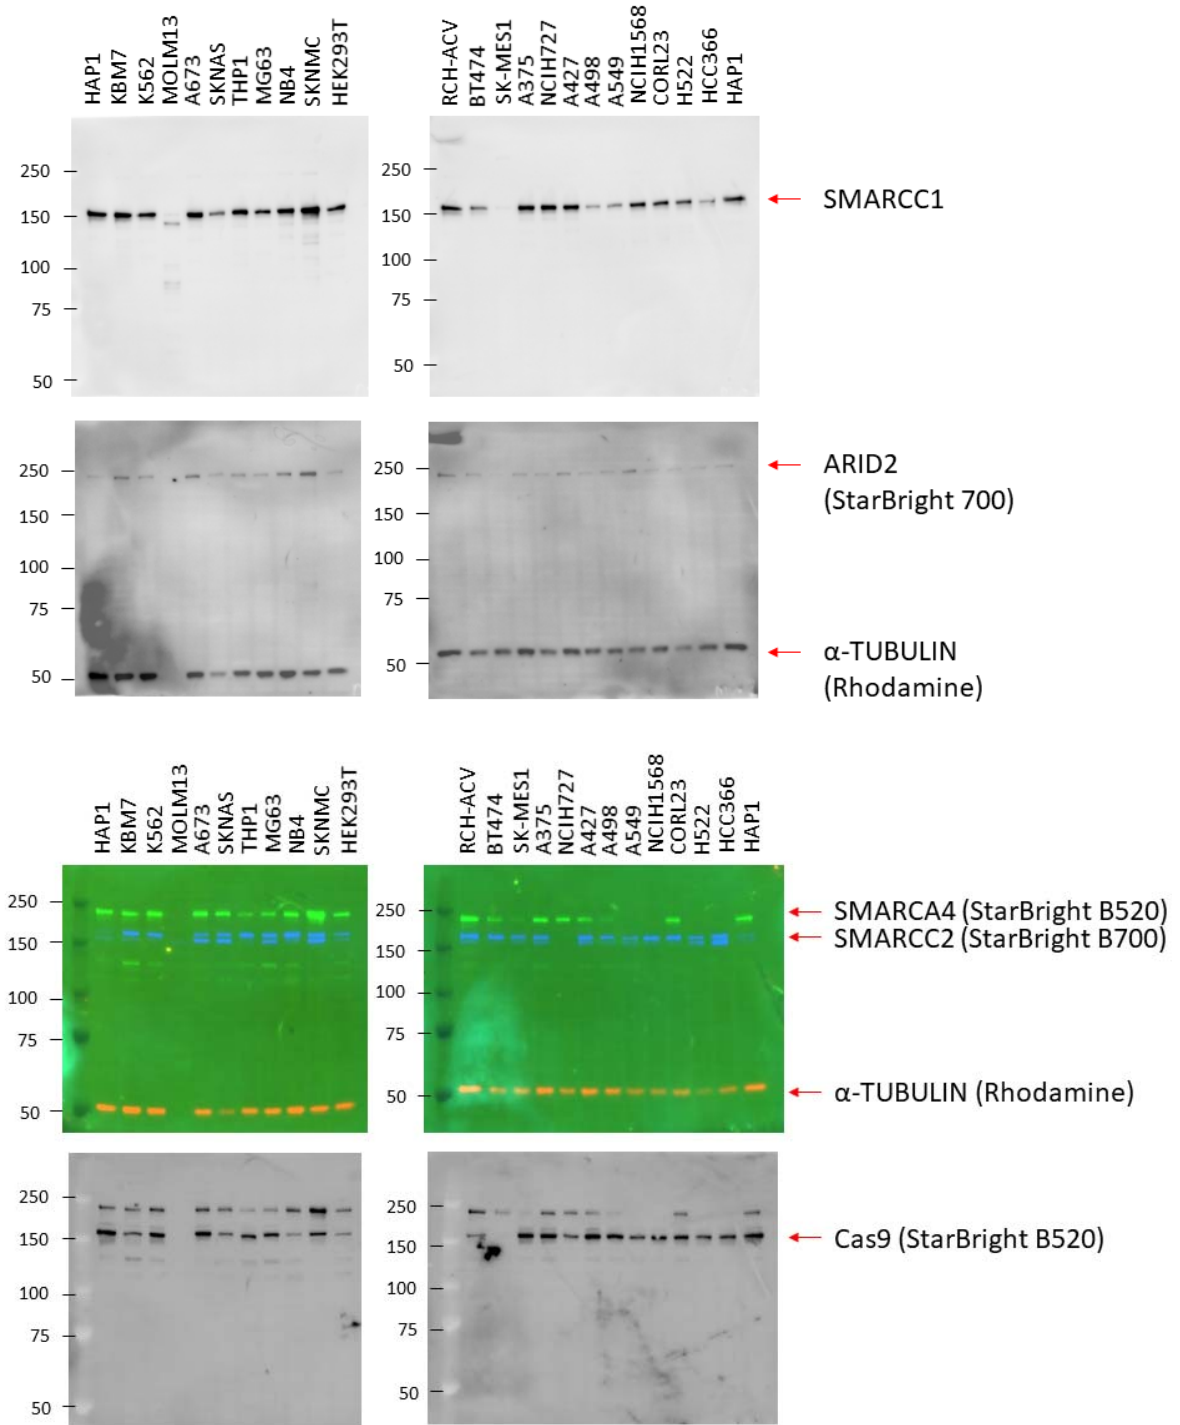 HAP1
KBM7
K562
MOLM13
A673
SKNAS
THP1
MG63
NB4
SKNMC
HEK293T
RCH-ACV
BT474
SK-MES1
A375
NCIH727
A427
A498
A549
NCIH1568
CORL23
H522
HCC366
HAP1
250
150
100
75
50
250
150
100
75
50
SMARCC1
250
150
100
75
50
250
150
100
75
50
ARID2
(StarBright 700)
α-TUBULIN
(Rhodamine)
HAP1
KBM7
K562
MOLM13
A673
SKNAS
THP1
MG63
NB4
SKNMC
HEK293T
RCH-ACV
BT474
SK-MES1
A375
NCIH727
A427
A498
A549
NCIH1568
CORL23
H522
HCC366
HAP1
250
150
100
75
50
250
150
100
75
50
SMARCA4 (StarBright B520)
SMARCC2 (StarBright B700)
α-TUBULIN (Rhodamine)
250
150
100
75
50
250
150
100
75
50
Cas9 (StarBright B520)